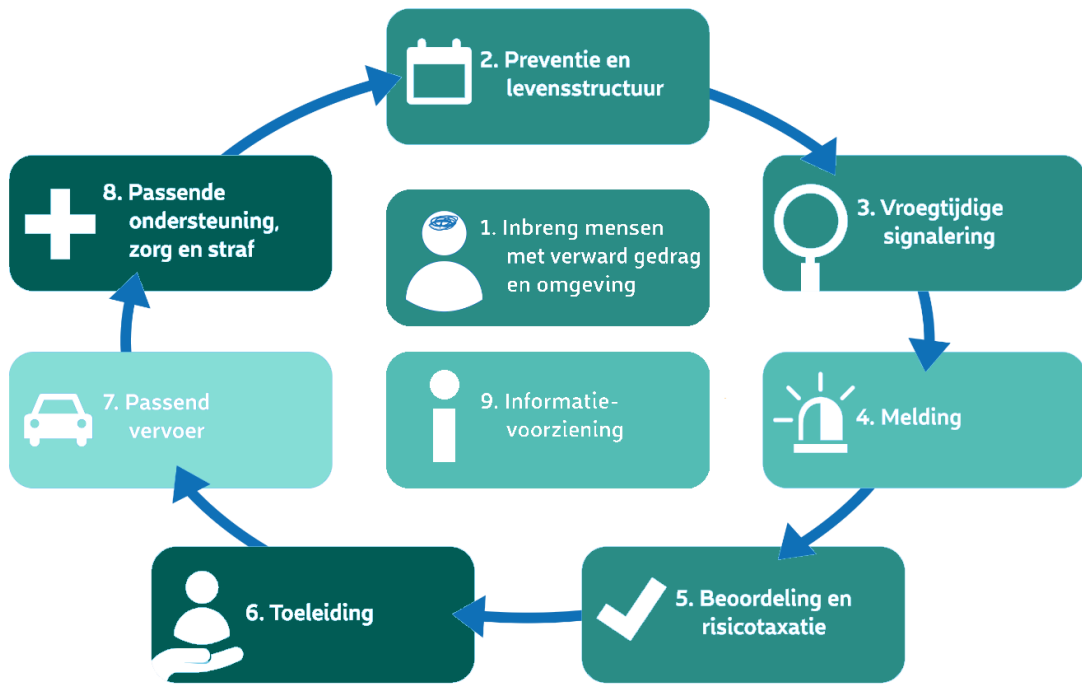 2. Preventie en
levensstructuur
8. Passende
ondersteuning,
zorg en straf
1. Inbreng mensen
met verward gedrag
en omgeving
3. Vroegtijdige
signalering
7. Passend
vervoer
9. Informatie-
voorziening
4. Melding
6. Toeleiding
5. Beoordeling en
risicotaxatie